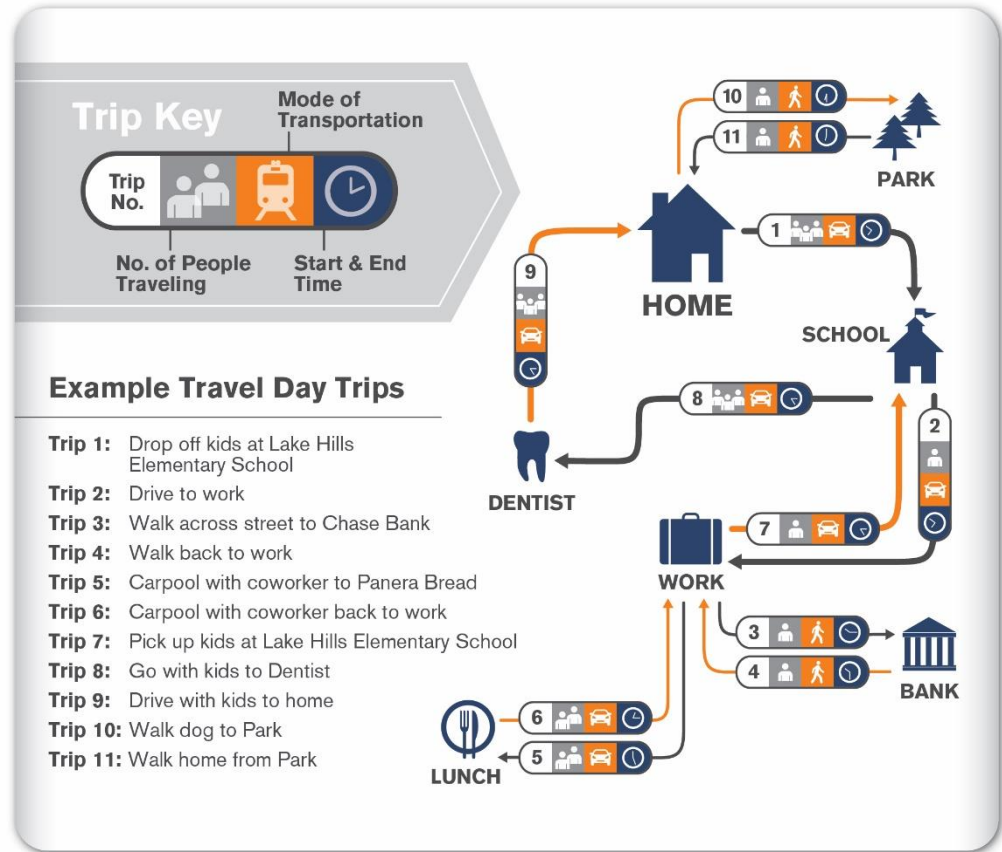 Trip Key
Mode of
Transportation
Trip
No.
No. of People
Traveling
Start & End
Time
Example Travel Day Trips
Trip 1: Drop off kids at Lake Hills
Elementary School
Trip 2: Drive to work
Trip 3: Walk across street to Chase Bank
Trip 4: Walk back to work
Trip 5: Carpool with coworker to Panera Bread
Trip 6: Carpool with coworker back to work
Trip 7: Pick up kids at Lake Hills Elementary School
Trip 8: Go with kids to Dentist
Trip 9: Drive with kids to home
Trip 10: Walk dog to Park
Trip 11: Walk home from Park
10
11
PARK
1
HOME
9
SCHOOL
8
2
DENTIST
7
WORK
3
4
BANK
6
5
LUNCH